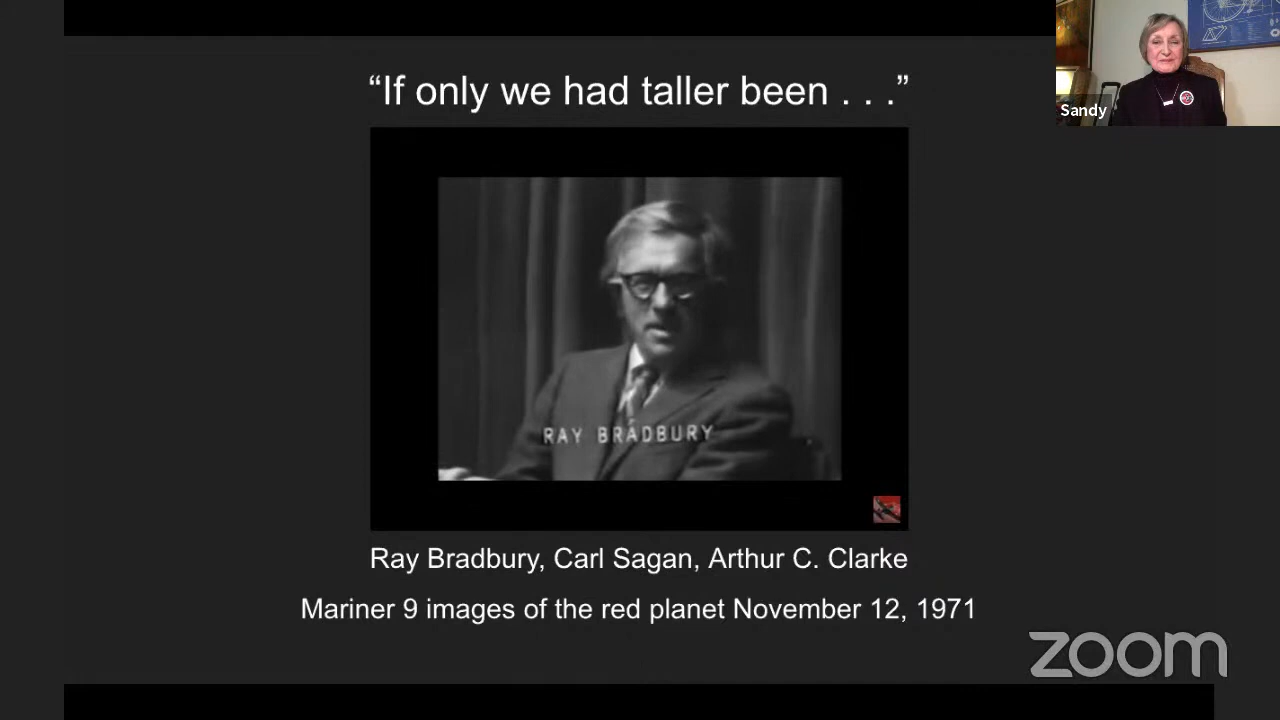 “If only we had taller been . . .”
Sandy
RAY BRADBURY
Ray Bradbury, Carl Sagan, Arthur C. Clarke
Mariner 9 images of the red planet November 12, 1971
zoom